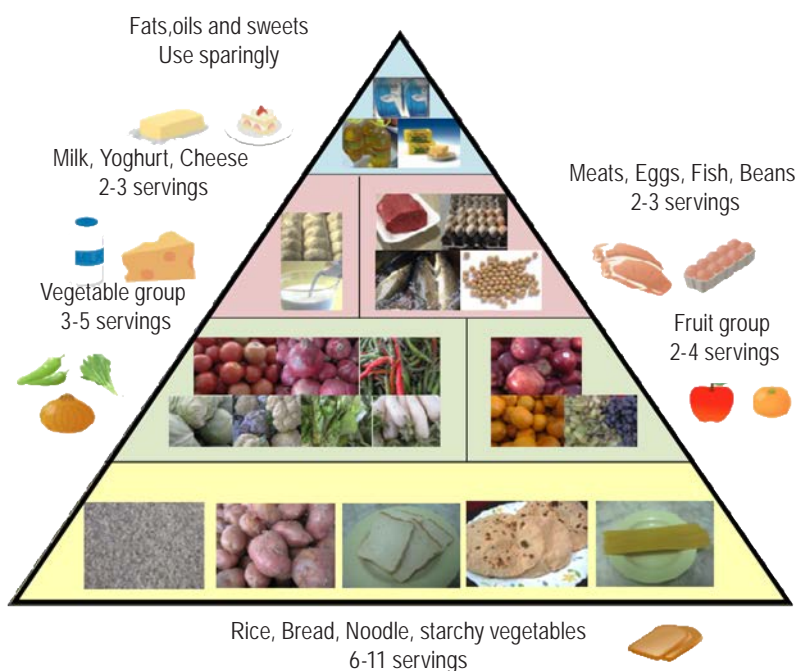 Fats,oils and sweets
Use sparingly
Milk, Yoghurt, Cheese
2-3 servings
Meats, Eggs, Fish, Beans
2-3 servings
Vegetable group
3-5 servings
Fruit group
2-4 servings
Rice, Bread, Noodle, starchy vegetables
6-11 servings